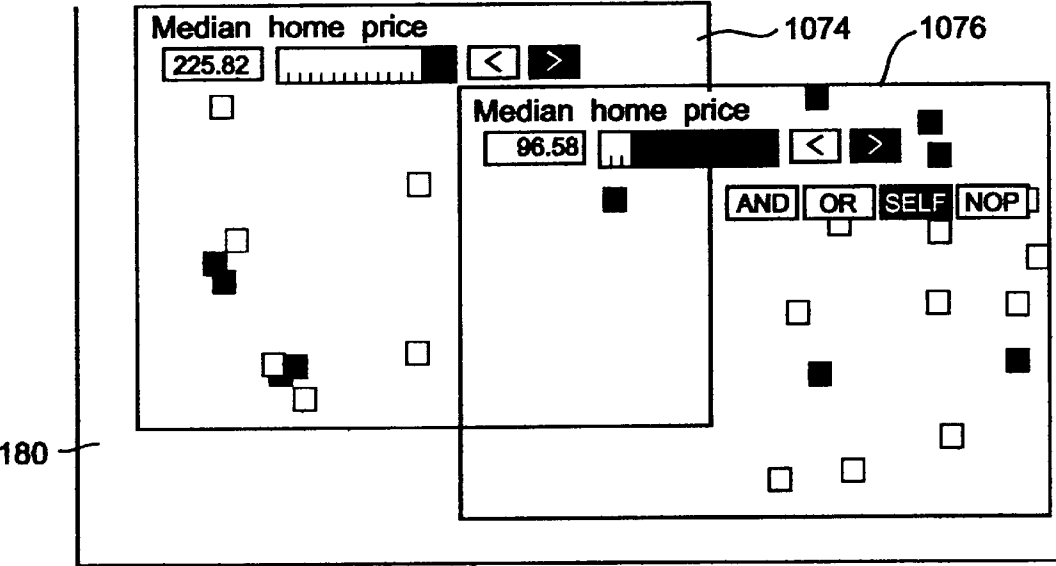 Median home price
225.82 < >
1074
1076
Median home price
96.58 < >
AND OR SELF NOP
180